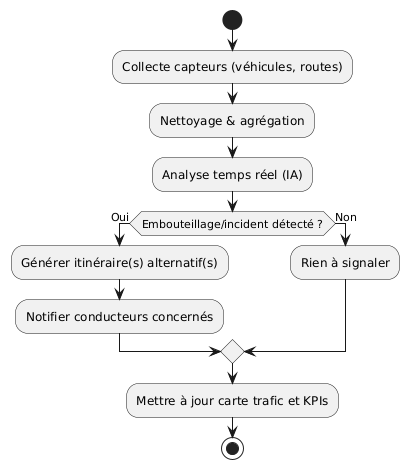 Collecte capteurs (véhicules, routes)
Nettoyage & agrégation
Analyse temps réel (IA)
Embouteillage/incident détecté ?
Oui
Non
Générer itinéraire(s) alternatif(s)
Rien à signaler
Notifier conducteurs concernés
Mettre à jour carte trafic et KPIs